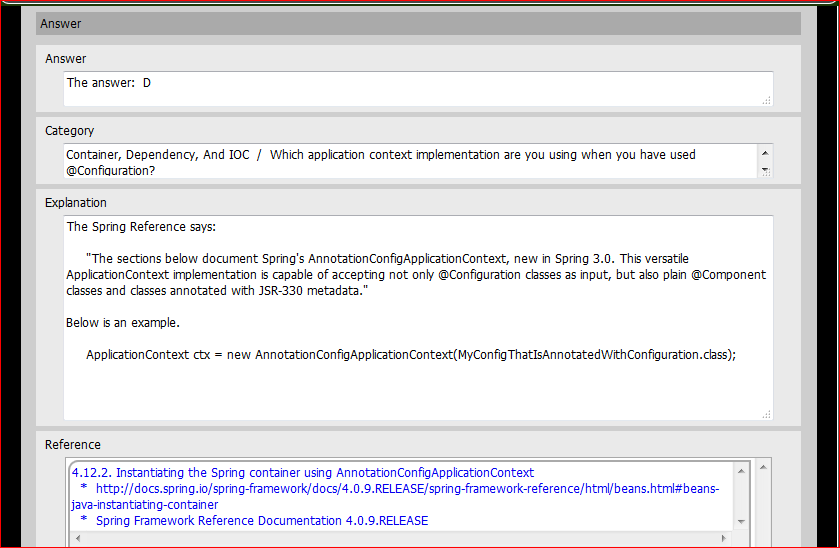 Answer
Answer
The answer:  D
Category
Container, Dependency, And IOC  /  Which application context implementation are you using when you have used
@Configuration?
Explanation
The Spring Reference says:
"The sections below document Spring's AnnotationConfigApplicationContext, new in Spring 3.0. This versatile
ApplicationContext implementation is capable of accepting not only @Configuration classes as input, but also plain @Component
classes and classes annotated with JSR-330 metadata."
Below is an example.
ApplicationContext ctx = new AnnotationConfigApplicationContext(MyConfigThatIsAnnotatedWithConfiguration.class);
Reference
4.12.2. Instantiating the Spring container using AnnotationConfigApplicationContext
*  http://docs.spring.io/spring-framework/docs/4.0.9.RELEASE/spring-framework-reference/html/beans.html#beans-
java-instantiating-container
*  Spring Framework Reference Documentation 4.0.9.RELEASE